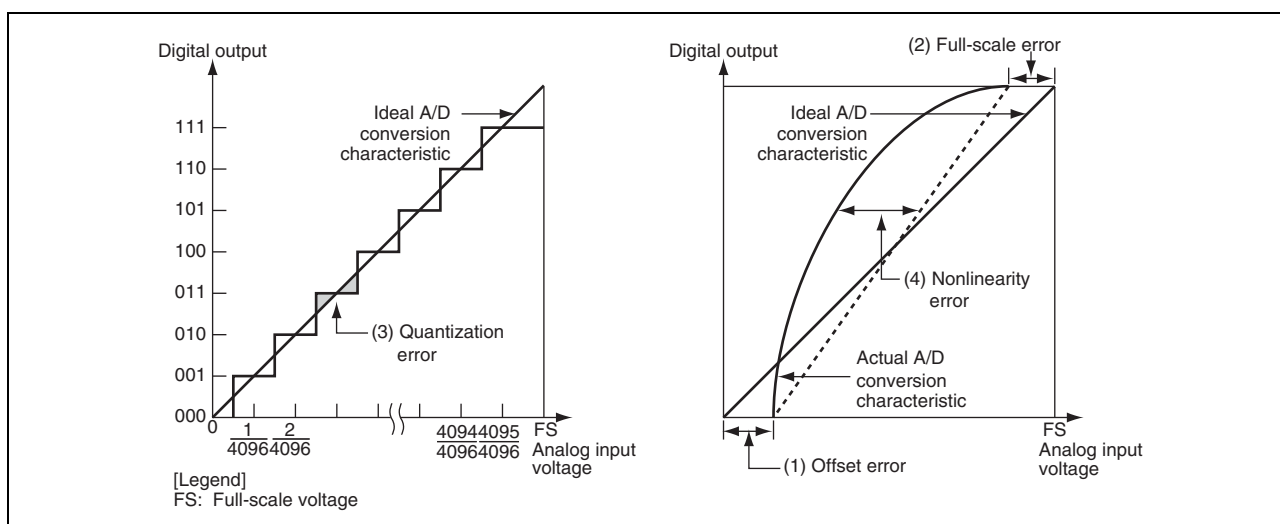 Digital output
Ideal A/D
conversion
characteristic
111
110
101
100
011
010
001
000
(3) Quantization
error
0
1
4096
2
4096
4094
4096
4095
4096
FS
Analog input
voltage
[Legend]
FS: Full-scale voltage
Digital output
(2) Full-scale error
Ideal A/D
conversion
characteristic
(4) Nonlinearity
error
Actual A/D
conversion
characteristic
FS
Analog input
voltage
(1) Offset error